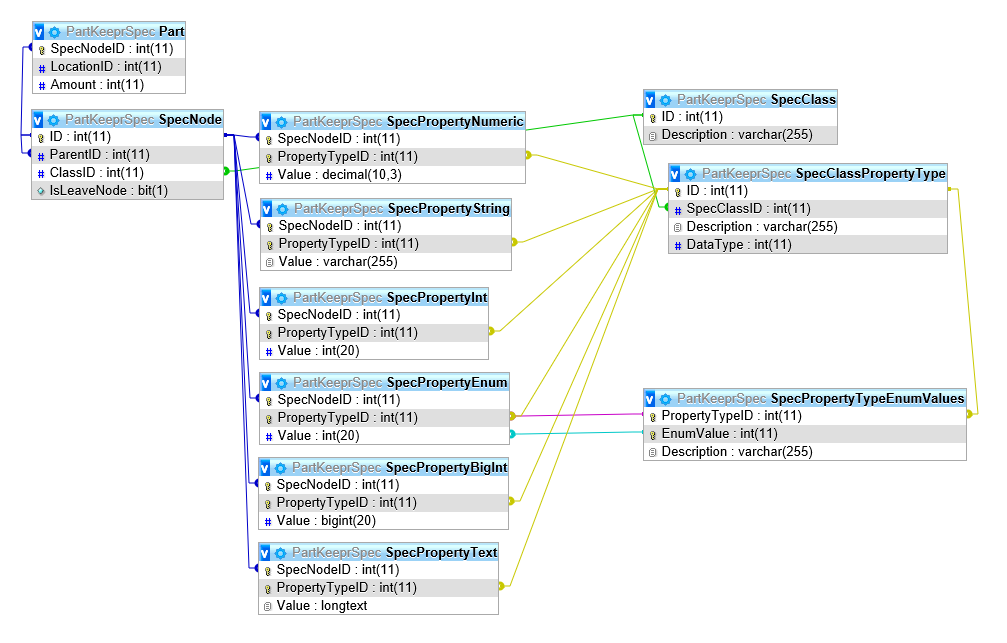 PartKeeprSpec Part
SpecNodeID : int(11)
LocationID : int(11)
Amount : int(11)
PartKeeprSpec SpecNode
ID : int(11)
ParentID : int(11)
ClassID : int(11)
IsLeaveNode : bit(1)
PartKeeprSpec SpecPropertyNumeric
SpecNodeID : int(11)
PropertyTypeID : int(11)
Value : decimal(10,3)
PartKeeprSpec SpecPropertyString
SpecNodeID : int(11)
PropertyTypeID : int(11)
Value : varchar(255)
PartKeeprSpec SpecPropertyInt
SpecNodeID : int(11)
PropertyTypeID : int(11)
Value : int(20)
PartKeeprSpec SpecPropertyEnum
SpecNodeID : int(11)
PropertyTypeID : int(11)
Value : int(20)
PartKeeprSpec SpecPropertyBigInt
SpecNodeID : int(11)
PropertyTypeID : int(11)
Value : bigint(20)
PartKeeprSpec SpecPropertyText
SpecNodeID : int(11)
PropertyTypeID : int(11)
Value : longtext
PartKeeprSpec SpecClass
ID : int(11)
Description : varchar(255)
PartKeeprSpec SpecClassPropertyType
ID : int(11)
SpecClassID : int(11)
Description : varchar(255)
DataType : int(11)
PartKeeprSpec SpecPropertyTypeEnumValues
PropertyTypeID : int(11)
EnumValue : int(11)
Description : varchar(255)